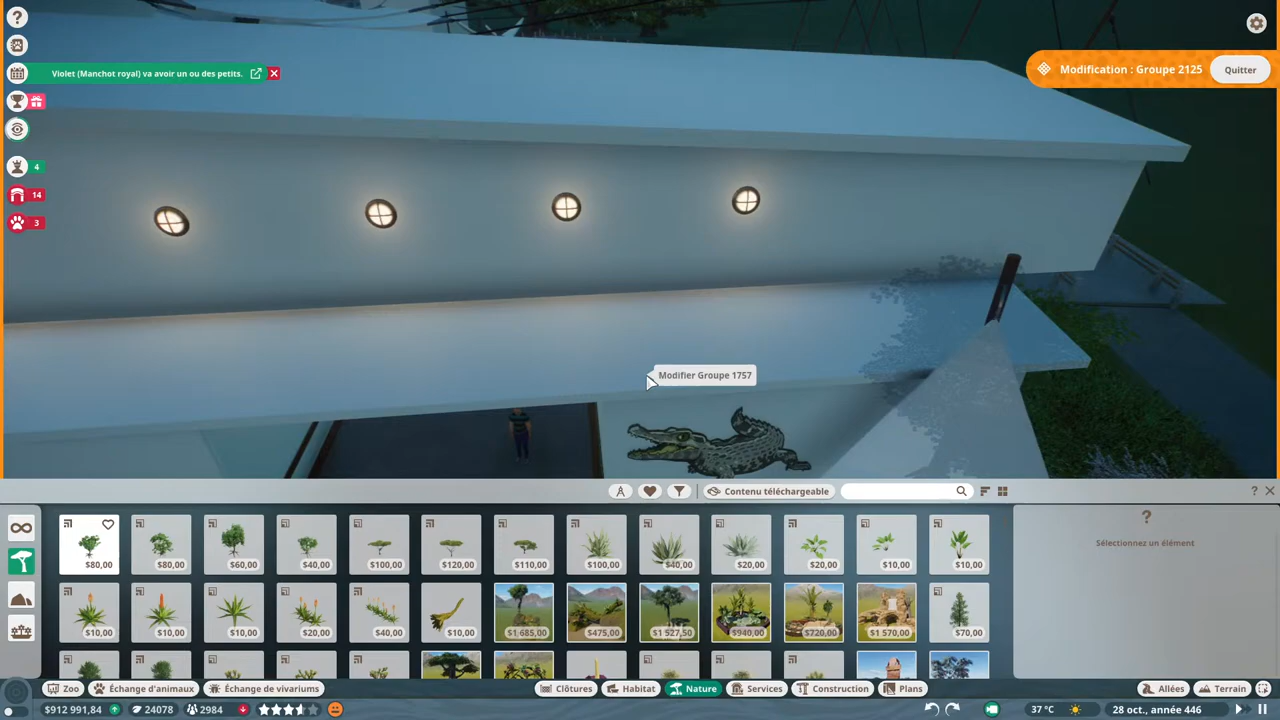 Violet (Manchot royal) va avoir un ou des petits.
Modification : Groupe 2125
Quitter
4
14
3
Modifier Groupe 1757
Contenu téléchargeable
?
Sélectionnez un élément
$80,00
$80,00
$60,00
$40,00
$100,00
$120,00
$110,00
$100,00
$40,00
$20,00
$20,00
$10,00
$10,00
$10,00
$10,00
$10,00
$20,00
$40,00
$10,00
$1 685,00
$475,00
$1 527,50
$940,00
$720,00
$1 570,00
$70,00
Zoo
Échange d'animaux
Échange de vivariums
Clôtures
Habitat
Nature
Services
Construction
Plans
Allées
Terrain
$912 991,84
24078
2984
37 °C
28 oct., année 446